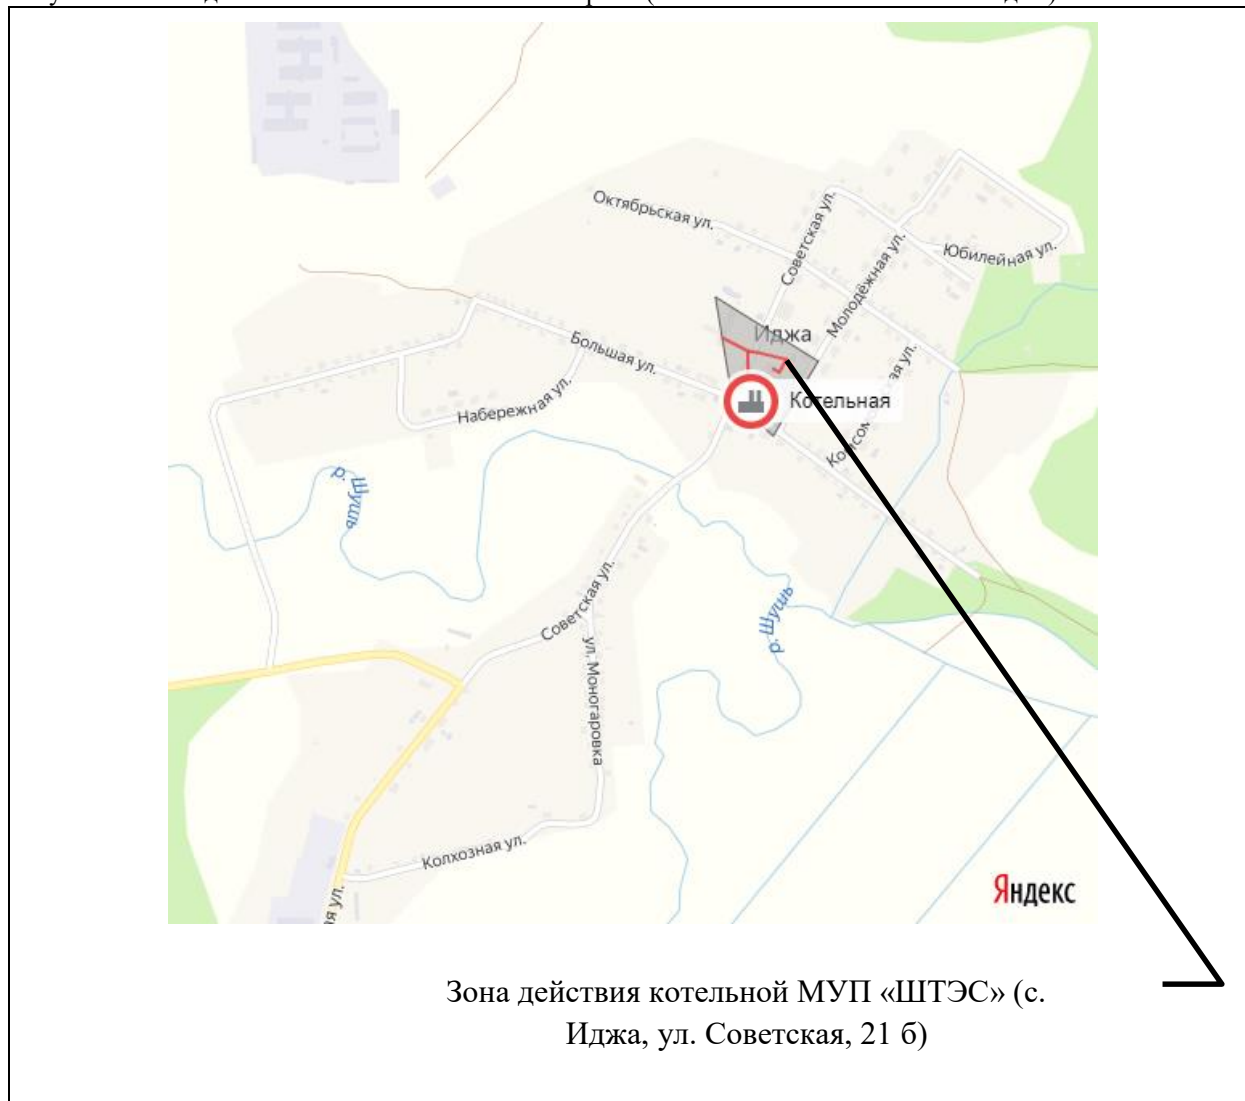 Октябрьская ул.
Советская ул.
Молодёжная ул.
Юбилейная ул.
Иджа
Большая ул.
Набережная ул.
Котельная
р. Шушь
Советская ул.
р. Шушь
ул. Моногаровка
Колхозная ул.
Яндекс
Зона действия котельной МУП «ШТЭС» (с.
Иджа, ул. Советская, 21 б)